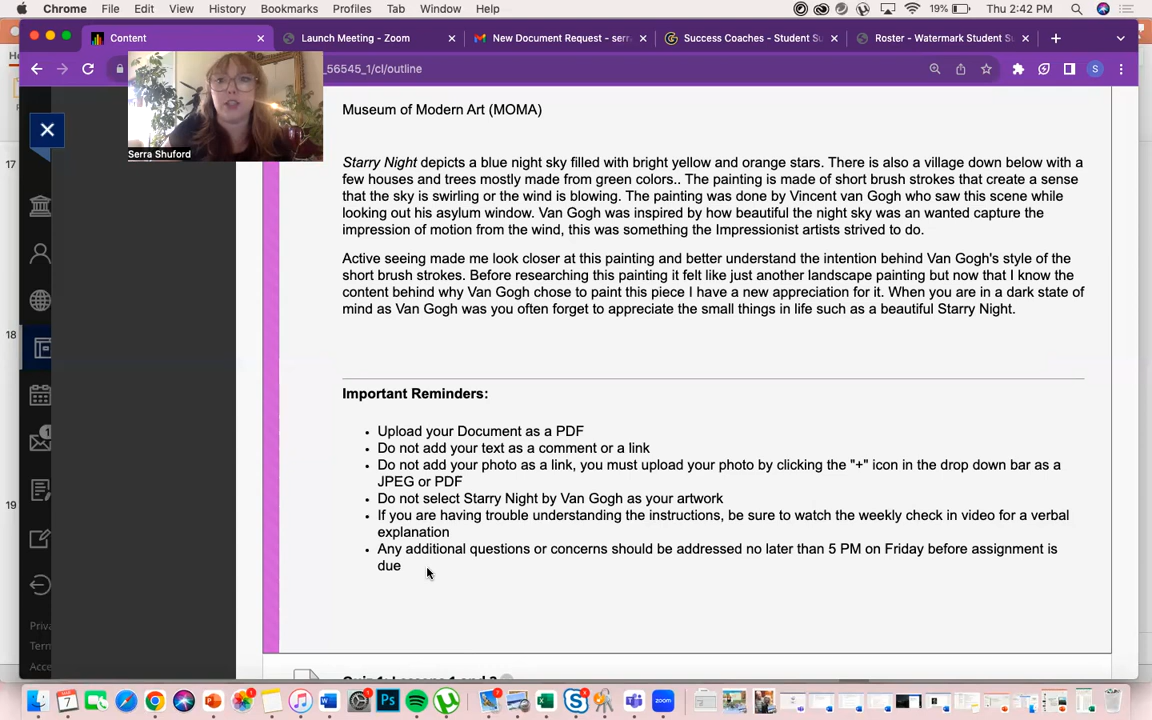 Chrome File Edit View History Bookmarks Profiles Tab Window Help 19% Thu 2:42 PM
Content Launch Meeting - Zoom New Document Request - serr Success Coaches - Student Su Roster - Watermark Student S
_56545_1/cl/outline
Serra Shuford
Museum of Modern Art (MOMA)
17
Starry Night depicts a blue night sky filled with bright yellow and orange stars. There is also a village down below with a
few houses and trees mostly made from green colors.. The painting is made of short brush strokes that create a sense
that the sky is swirling or the wind is blowing. The painting was done by Vincent van Gogh who saw this scene while
looking out his asylum window. Van Gogh was inspired by how beautiful the night sky was an wanted capture the
impression of motion from the wind, this was something the Impressionist artists strived to do.
Active seeing made me look closer at this painting and better understand the intention behind Van Gogh's style of the
short brush strokes. Before researching this painting it felt like just another landscape painting but now that I know the
content behind why Van Gogh chose to paint this piece I have a new appreciation for it. When you are in a dark state of
mind as Van Gogh was you often forget to appreciate the small things in life such as a beautiful Starry Night.
18
Important Reminders:
• Upload your Document as a PDF
• Do not add your text as a comment or a link
• Do not add your photo as a link, you must upload your photo by clicking the "+" icon in the drop down bar as a
JPEG or PDF
• Do not select Starry Night by Van Gogh as your artwork
19
• If you are having trouble understanding the instructions, be sure to watch the weekly check in video for a verbal
explanation
• Any additional questions or concerns should be addressed no later than 5 PM on Friday before assignment is
due
Priva
Term
Acce